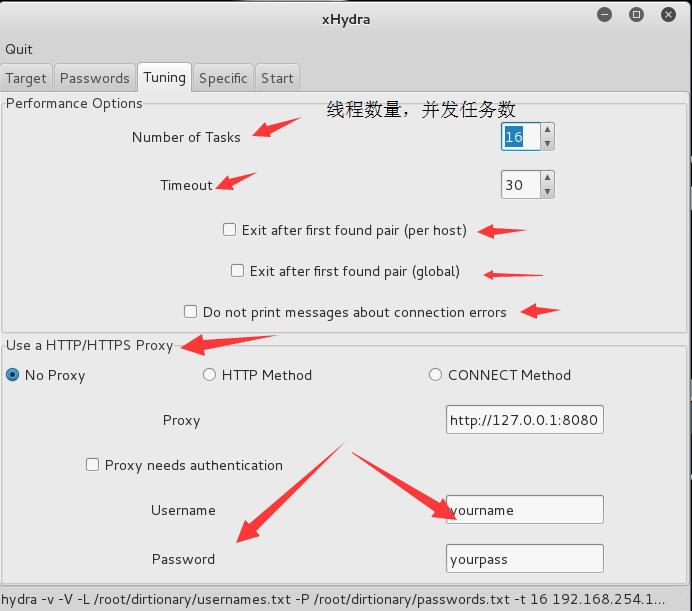 xHydra
Quit
Target Passwords Tuning Specific Start
Performance Options
线程数量，并发任务数
Number of Tasks 16
Timeout 30
Exit after first found pair (per host)
Exit after first found pair (global)
Do not print messages about connection errors
Use a HTTP/HTTPS Proxy
No Proxy HTTP Method CONNECT Method
Proxy http://127.0.0.1:8080
Proxy needs authentication
Username yourname
Password yourpass
hydra -v -V -L /root/dirtionary/usernames.txt -P /root/dirtionary/passwords.txt -t 16 192.168.254.1...